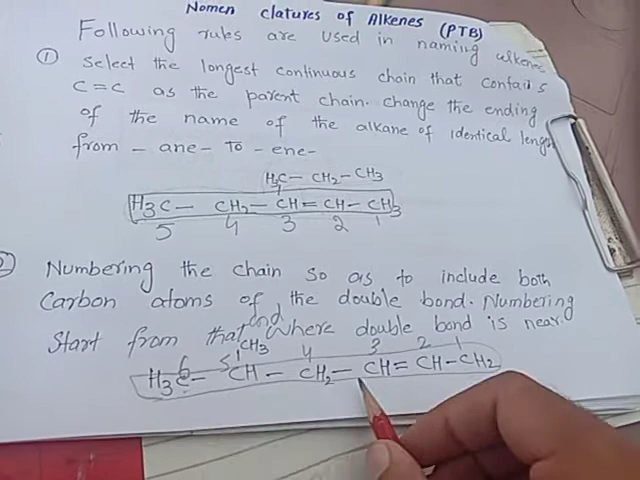 Nomen clatures of Alkenes (PTB)
Following rules are used in naming alkenes
① Select the longest continuous chain that contais
C=C as the parent chain. change the ending
of the name of the alkane of identical length
from - ane - To - ene -
H3C - CH2 - CH3
H3C - CH2 - CH = CH - CH3
5 4 3 2 1
② Numbering the chain so as to include both
Carbon atoms of the double bond. Numbering
Start from that end where double bond is near.
CH3
6 5 4 3 2 1
H3C - CH - CH2 - CH = CH - CH2